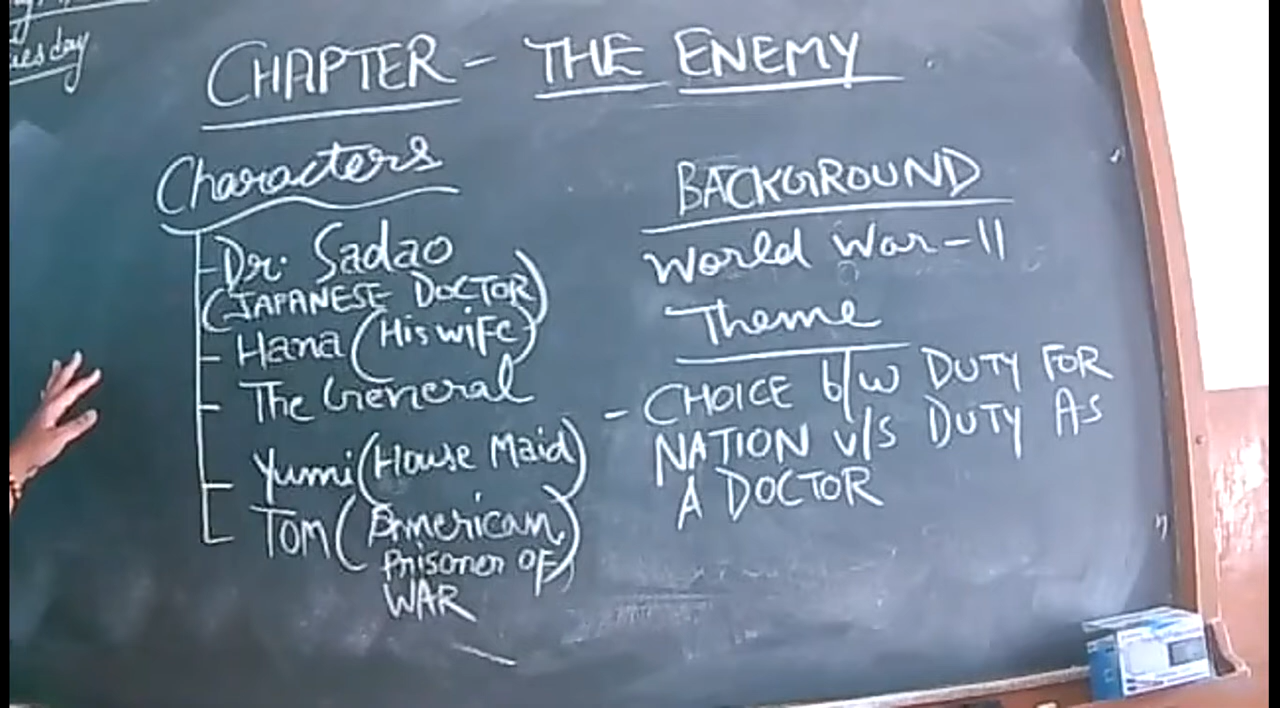 uesday
CHAPTER - THE ENEMY
Characters
- Dr. Sadao
(JAPANESE DOCTOR)
- Hana (His wife)
- The General
- Yumi (House Maid)
- Tom (American
Prisoner OF)
WAR
BACKGROUND
World War-II
Theme
- CHOICE b/w DUTY FOR
NATION v/s DUTY AS
A DOCTOR